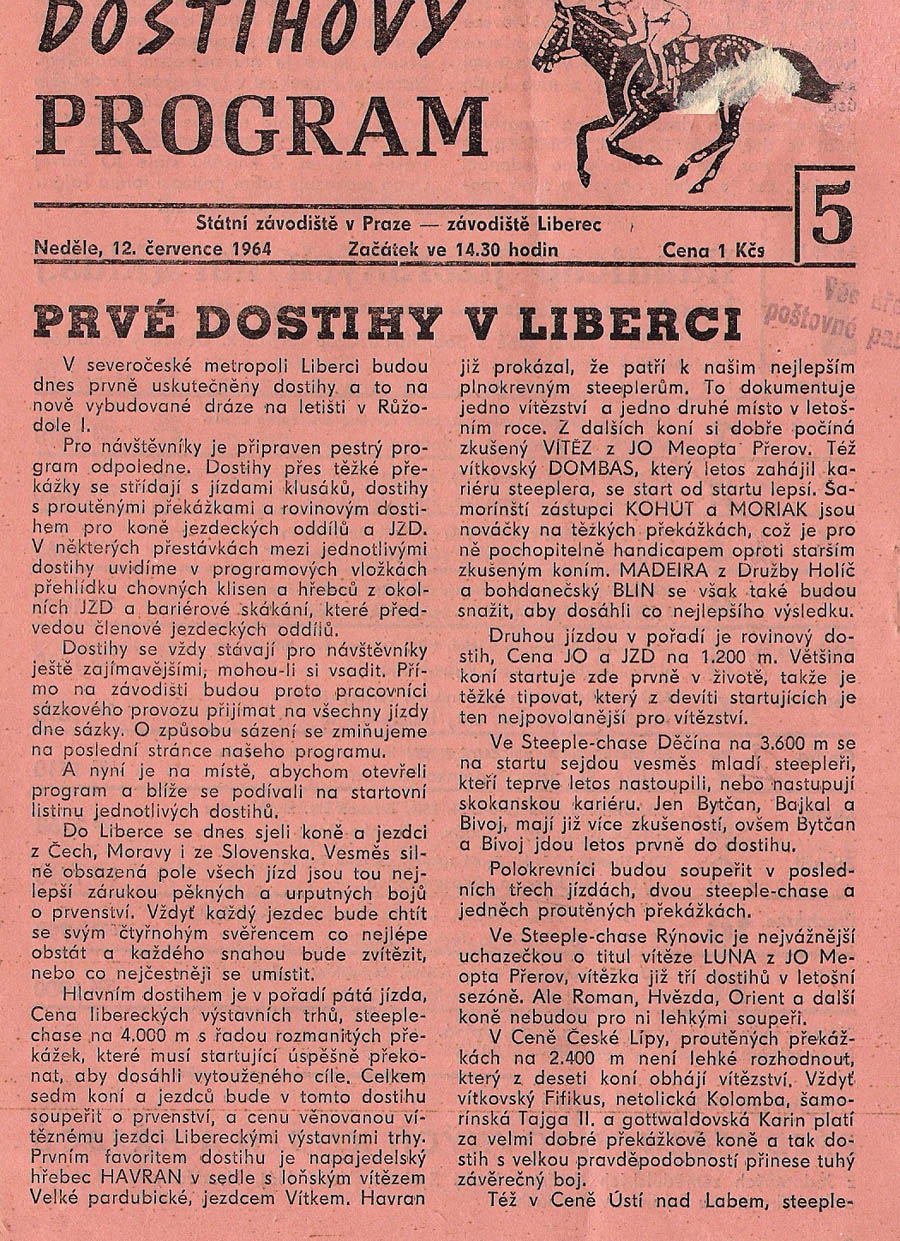 DOSTIHOVÝ
PROGRAM
5
Státní závodiště v Praze — závodiště Liberec
Neděle, 12. července 1964 Začátek ve 14.30 hodin Cena 1 Kčs
poštovné
PRVÉ DOSTIHY V LIBERCI
V severočeské metropoli Liberci budou
dnes prvně uskutečněny dostihy a to na
nově vybudované dráze na letišti v Růžo-
dole I.
Pro návštěvníky je připraven pestrý pro-
gram odpoledne. Dostihy přes těžké pře-
kážky se střídají s jízdami klusáků, dostihy
s proutěnými překážkami a rovinovým dosti-
hem pro koně jezdeckých oddílů a JZD.
V některých přestávkách mezi jednotlivými
dostihy uvidíme v programových vložkách
přehlídku chovných klisen a hřebců z okol-
ních JZD a bariérové skákání, které před-
vedou členové jezdeckých oddílů.
Dostihy se vždy stávají pro návštěvníky
ještě zajímavějšími, mohou-li si vsadit. Pří-
mo na závodišti budou proto pracovníci
sázkového provozu přijímat na všechny jízdy
dne sázky. O způsobu sázení se zmiňujeme
na poslední stránce našeho programu.
A nyní je na místě, abychom otevřeli
program a blíže se podívali na startovní
listinu jednotlivých dostihů.
Do Liberce se dnes sjeli koně a jezdci
z Čech, Moravy i ze Slovenska. Vesměs sil-
ně obsazená pole všech jízd jsou tou nej-
lepší zárukou pěkných a urputných bojů
o prvenství. Vždyť každý jezdec bude chtít
se svým čtyřnohým svěřencem co nejlépe
obstát a každého snahou bude zvítězit,
nebo co nejčestněji se umístit.
Hlavním dostihem je v pořadí pátá jízda,
Cena libereckých výstavních trhů, steeple-
chase na 4.000 m s řadou rozmanitých pře-
kážek, které musí startující úspěšně překo-
nat, aby dosáhli vytouženého cíle. Celkem
sedm koní a jezdců bude v tomto dostihu
soupeřit o prvenství, a cenu věnovanou ví-
těznému jezdci Libereckými výstavními trhy.
Prvním favoritem dostihu je napajedelský
hřebec HAVRAN v sedle s loňským vítězem
Velké pardubické, jezdcem Vítkem. Havran
již prokázal, že patří k našim nejlepším
plnokrevným steeplerům. To dokumentuje
jedno vítězství a jedno druhé místo v letoš-
ním roce. Z dalších koní si dobře počíná
zkušený VÍTĚZ z JO Meopta Přerov. Též
vítkovský DOMBAS, který letos zahájil ka-
riéru steeplera, se start od startu lepší. Ša-
morínští zástupci KOHÚT a MORIAK jsou
nováčky na těžkých překážkách, což je pro
ně pochopitelně handicapem oproti starším
zkušeným koním. MADEIRA z Družby Holíč
a bohdanečský BLIN se však také budou
snažit, aby dosáhli co nejlepšího výsledku.
Druhou jízdou v pořadí je rovinový do-
stih, Cena JO a JZD na 1.200 m. Většina
koní startuje zde prvně v životě, takže je
těžké tipovat, který z devíti startujících je
ten nejpovolanější pro vítězství.
Ve Steeple-chase Děčína na 3.600 m se
na startu sejdou vesměs mladí steepleři,
kteří teprve letos nastoupili, nebo nastupují
skokanskou kariéru. Jen Bytčan, Bajkal a
Bivoj, mají již více zkušeností, ovšem Bytčan
a Bivoj jdou letos prvně do dostihu.
Polokrevníci budou soupeřit v posled-
ních třech jízdách, dvou steeple-chase a
jedněch proutěných překážkách.
Ve Steeple-chase Rýnovic je nejvážnější
uchazečkou o titul vítěze LUNA z JO Me-
opta Přerov, vítězka již tří dostihů v letošní
sezóně. Ale Roman, Hvězda, Orient a další
koně nebudou pro ni lehkými soupeři.
V Ceně České Lípy, proutěných překáž-
kách na 2.400 m není lehké rozhodnout,
který z deseti koní obhájí vítězství. Vždyť
vítkovský Fifikus, netolická Kolomba, šamo-
rínská Tajga II. a gottwaldovská Karin platí
za velmi dobré překážkové koně a tak do-
stih s velkou pravděpodobností přinese tuhý
závěrečný boj.
Též v Ceně Ústí nad Labem, steeple-